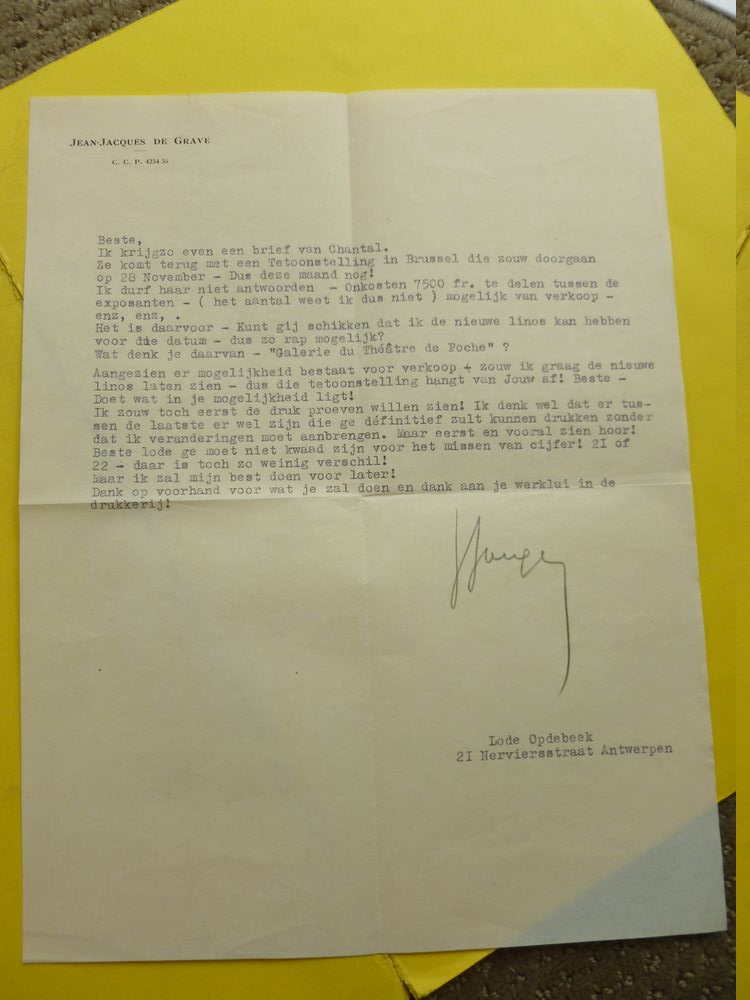 JEAN-JACQUES DE GRAVE
C. C. P. 4254 56
Beste,
Ik krijgzo even een brief van Chantal.
Ze komt terug met een Tetoonstelling in Brussel die zouw doorgaan
op 28 November - Dus deze maand nog!
Ik durf haar niet antwoorden - Onkosten 7500 fr. te delen tussen de
exposanten - ( het aantal weet ik dus niet ) mogelijk van verkoop -
enz, enz, .
Het is daarvoor - Kunt gij schikken dat ik de nieuwe linos kan hebben
voor die datum - dus zo rap mogelijk?
Wat denk je daarvan - "Galerie du Théâtre de Poche" ?
Aangezien er mogelijkheid bestaat voor verkoop + zouw ik graag de nieuwe
linos laten zien - dus die tetoonstelling hangt van Jouw af! Beste -
Doet wat in je mogelijkheid ligt!
Ik zouw toch eerst de druk proeven willen zien! Ik denk wel dat er tus-
sen de laatste er wel zijn die ge définitief zult kunnen drukken zonder
dat ik veranderingen moet aanbrengen. Maar eerst en vooral zien hoor!
Beste lode ge moet niet kwaad zijn voor het missen van cijfer! 2I of
22 - daar is toch zo weinig verschil!
Maar ik zal mijn best doen voor later!
Dank op voorhand voor wat je zal doen en dank aan je werklui in de
drukkerij!
Lode Opdebeek
2I Nerviersstraat Antwerpen